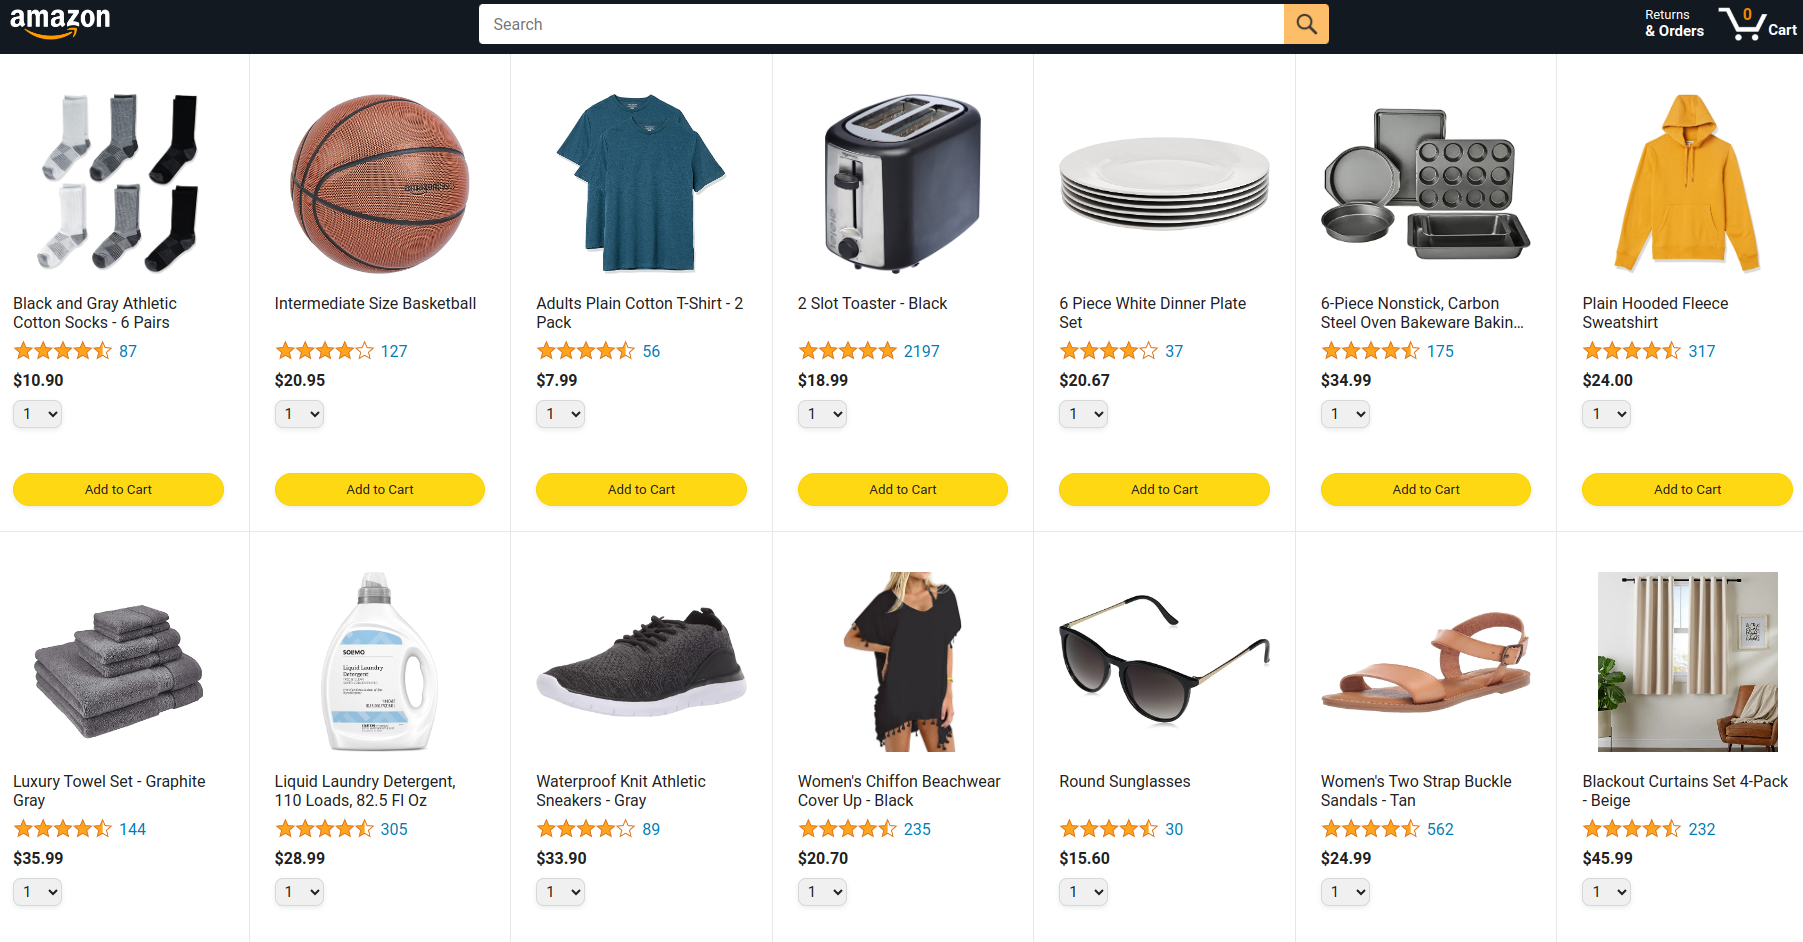 amazon
Search
Returns
& Orders
0
Cart
Black and Gray Athletic
Cotton Socks - 6 Pairs
87
$10.90
1
Add to Cart
Intermediate Size Basketball
127
$20.95
1
Add to Cart
Adults Plain Cotton T-Shirt - 2
Pack
56
$7.99
1
Add to Cart
2 Slot Toaster - Black
2197
$18.99
1
Add to Cart
6 Piece White Dinner Plate
Set
37
$20.67
1
Add to Cart
6-Piece Nonstick, Carbon
Steel Oven Bakeware Bakin...
175
$34.99
1
Add to Cart
Plain Hooded Fleece
Sweatshirt
317
$24.00
1
Add to Cart
Luxury Towel Set - Graphite
Gray
144
$35.99
1
SOLIMO
Liquid Laundry
Detergent
Liquid Laundry Detergent,
110 Loads, 82.5 Fl Oz
305
$28.99
1
Waterproof Knit Athletic
Sneakers - Gray
89
$33.90
1
Women's Chiffon Beachwear
Cover Up - Black
235
$20.70
1
Round Sunglasses
30
$15.60
1
Women's Two Strap Buckle
Sandals - Tan
562
$24.99
1
Blackout Curtains Set 4-Pack
- Beige
232
$45.99
1